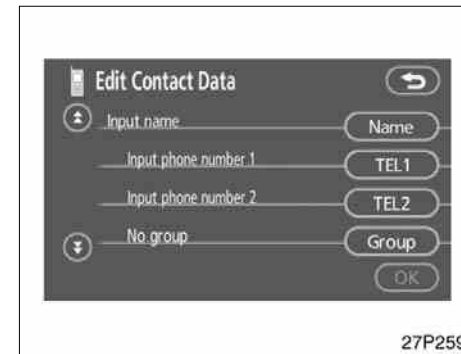 Edit Contact Data
Input name Name
Input phone number 1 TEL1
Input phone number 2 TEL2
No group Group
OK
27P259